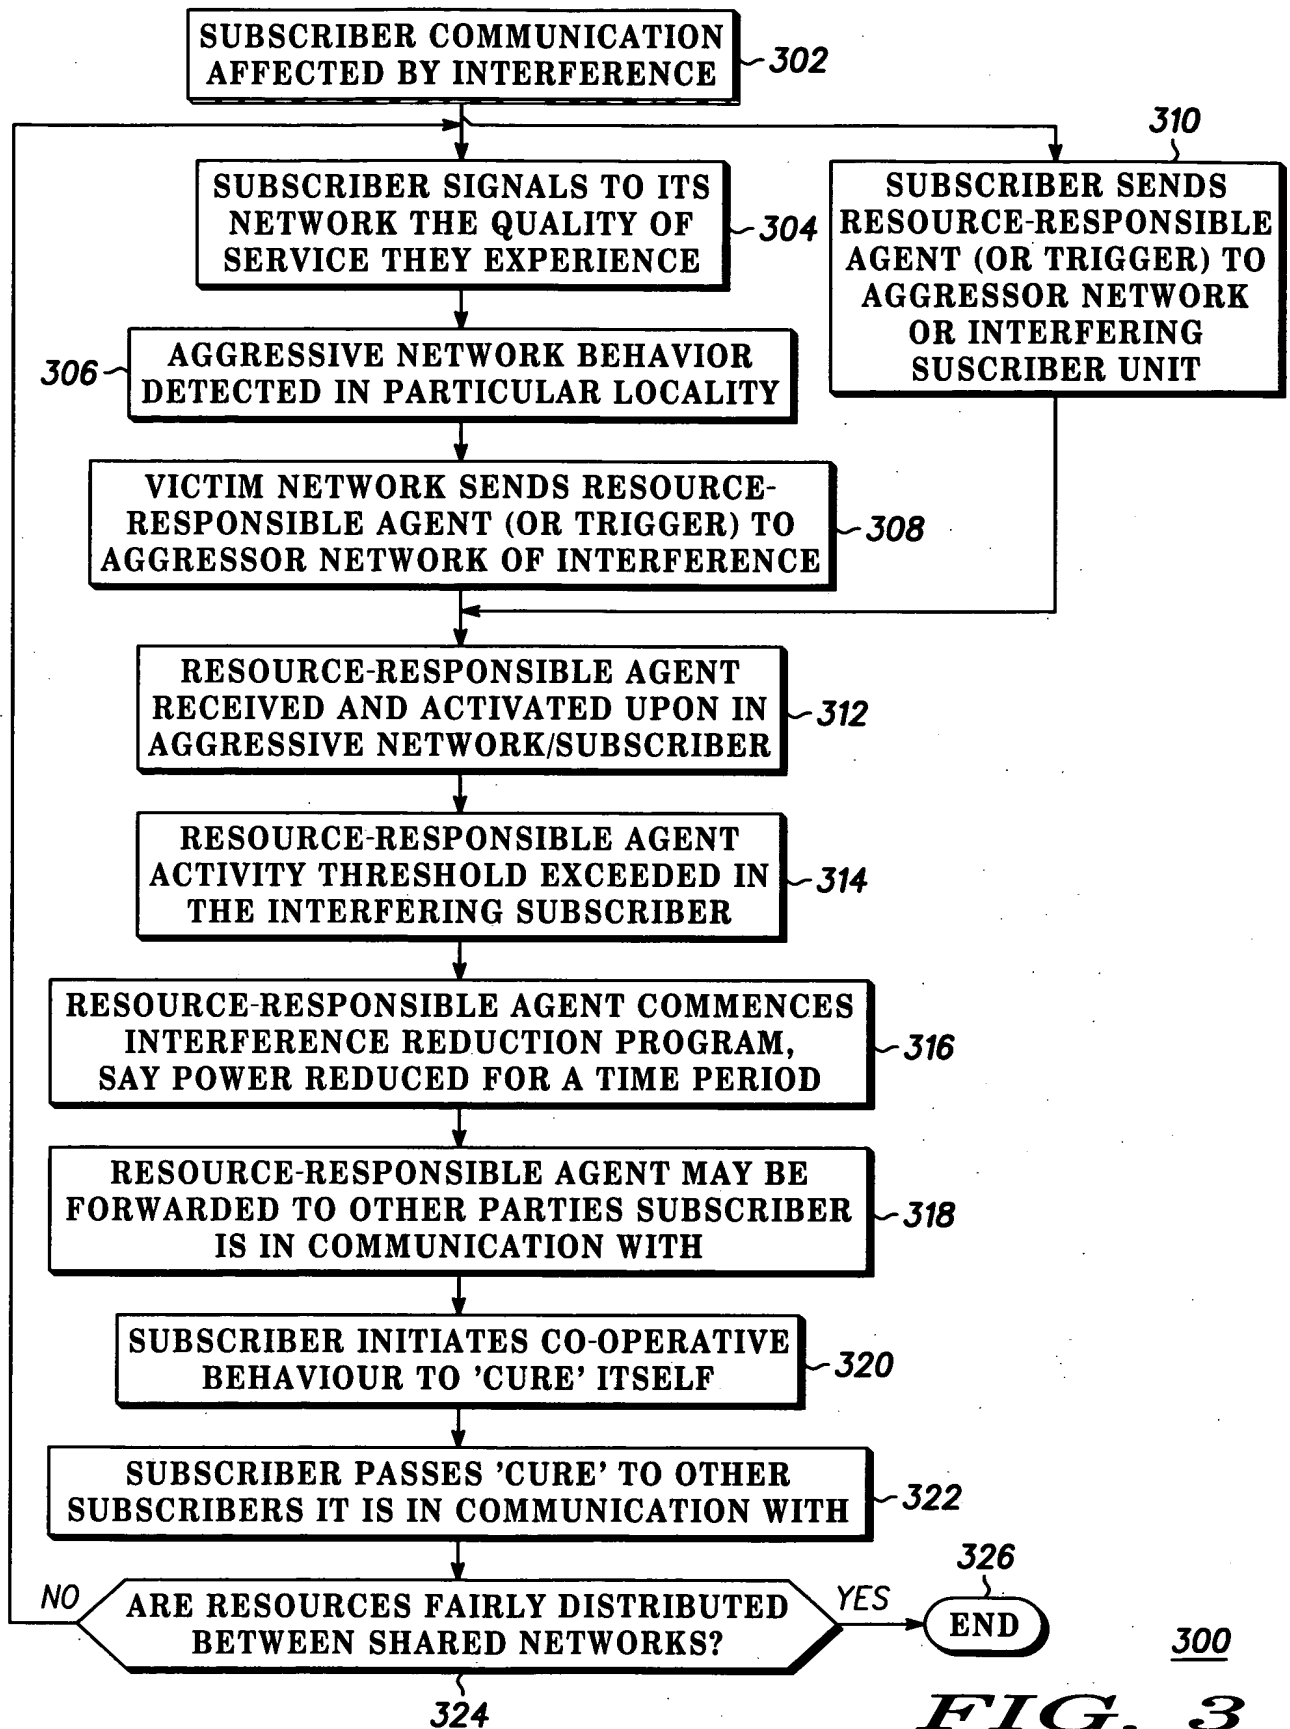 SUBSCRIBER COMMUNICATION
AFFECTED BY INTERFERENCE
302
SUBSCRIBER SIGNALS TO ITS
NETWORK THE QUALITY OF
SERVICE THEY EXPERIENCE
304
310
SUBSCRIBER SENDS
RESOURCE-RESPONSIBLE
AGENT (OR TRIGGER) TO
AGGRESSOR NETWORK
OR INTERFERING
SUSCRIBER UNIT
306
AGGRESSIVE NETWORK BEHAVIOR
DETECTED IN PARTICULAR LOCALITY
VICTIM NETWORK SENDS RESOURCE-
RESPONSIBLE AGENT (OR TRIGGER) TO
AGGRESSOR NETWORK OF INTERFERENCE
308
RESOURCE-RESPONSIBLE AGENT
RECEIVED AND ACTIVATED UPON IN
AGGRESSIVE NETWORK/SUBSCRIBER
312
RESOURCE-RESPONSIBLE AGENT
ACTIVITY THRESHOLD EXCEEDED IN
THE INTERFERING SUBSCRIBER
314
RESOURCE-RESPONSIBLE AGENT COMMENCES
INTERFERENCE REDUCTION PROGRAM,
SAY POWER REDUCED FOR A TIME PERIOD
316
RESOURCE-RESPONSIBLE AGENT MAY BE
FORWARDED TO OTHER PARTIES SUBSCRIBER
IS IN COMMUNICATION WITH
318
SUBSCRIBER INITIATES CO-OPERATIVE
BEHAVIOUR TO 'CURE' ITSELF
320
SUBSCRIBER PASSES 'CURE' TO OTHER
SUBSCRIBERS IT IS IN COMMUNICATION WITH
322
NO
ARE RESOURCES FAIRLY DISTRIBUTED
BETWEEN SHARED NETWORKS?
324
YES
326
END
300
FIG. 3